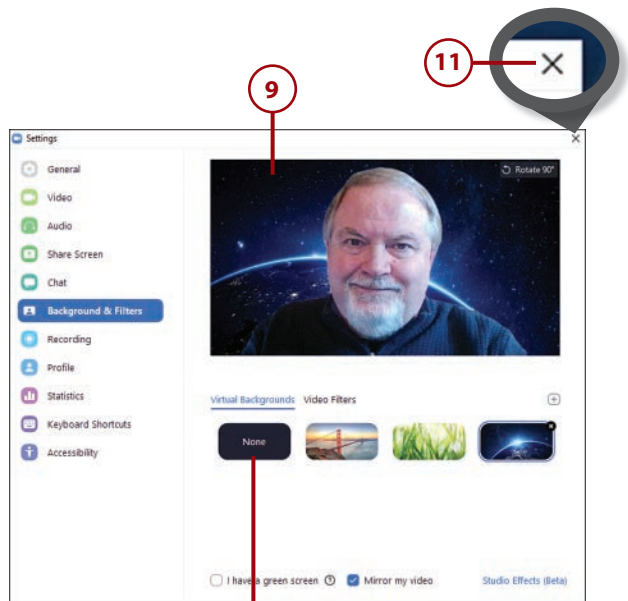 11
9
Settings
General
Video
Audio
Share Screen
Chat
Background & Filters
Recording
Profile
Statistics
Keyboard Shortcuts
Accessibility
Rotate 90°
Virtual Backgrounds Video Filters
None
I have a green screen Mirror my video Studio Effects (Beta)